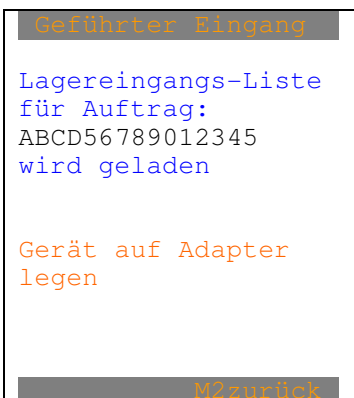 Geführter Eingang
Lagereingangs-Liste
für Auftrag:
ABCD56789012345
wird geladen
Gerät auf Adapter
legen
M2zurück